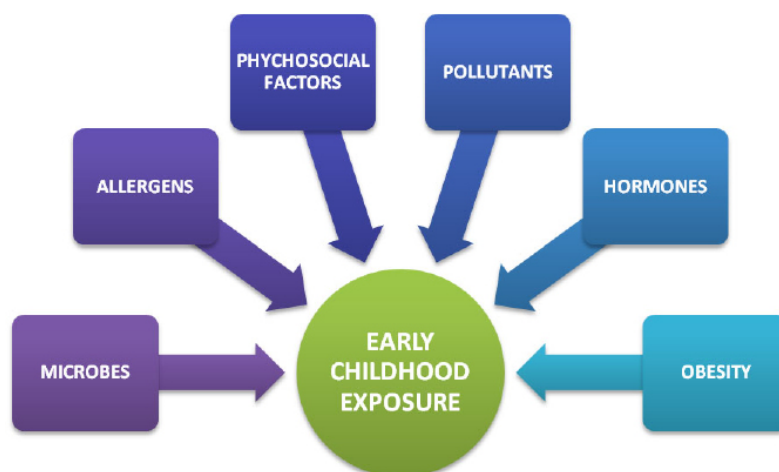 PHYCHOSOCIAL
FACTORS
POLLUTANTS
ALLERGENS
HORMONES
MICROBES
EARLY
CHILDHOOD
EXPOSURE
OBESITY